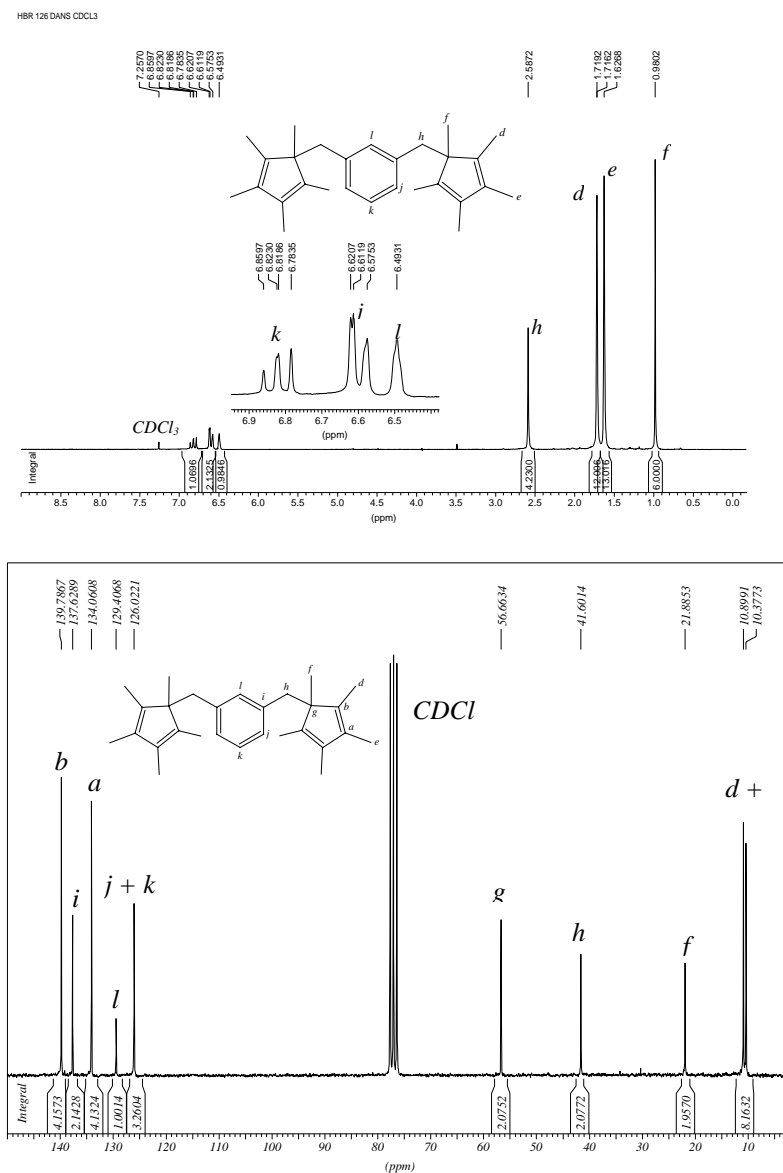 HBR 126 DANS CDCL3
7.2570
6.8597
6.8230
6.8186
6.7835
6.6207
6.6119
6.5753
6.4931
2.5872
1.7192
1.7162
1.6268
0.9802
f
l
h
d
j
k
e
6.8597
6.8230
6.8186
6.7835
6.6207
6.6119
6.5753
6.4931
k
j
l
6.9 6.8 6.7 6.6 6.5
(ppm)
d
e
f
h
CDCl3
Integral
1.0696
2.1325
0.9846
4.2300
12.006
13.016
6.0000
8.5 8.0 7.5 7.0 6.5 6.0 5.5 5.0 4.5 4.0 3.5 3.0 2.5 2.0 1.5 1.0 0.5 0.0
(ppm)
139.7867
137.6289
134.0608
129.4068
126.0221
56.6634
41.6014
21.8853
10.8991
10.3773
f
l
i
h
d
g
b
a
j
k
e
CDCl
b
a
i
j + k
l
g
h
f
d +
Integral
4.1573
2.1428
4.1324
1.0014
3.2604
2.0752
2.0772
1.9570
8.1632
140 130 120 110 100 90 80 70 60 50 40 30 20 10
(ppm)